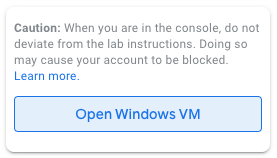 Caution: When you are in the console, do not
deviate from the lab instructions. Doing so
may cause your account to be blocked.
Learn more.
Open Windows VM